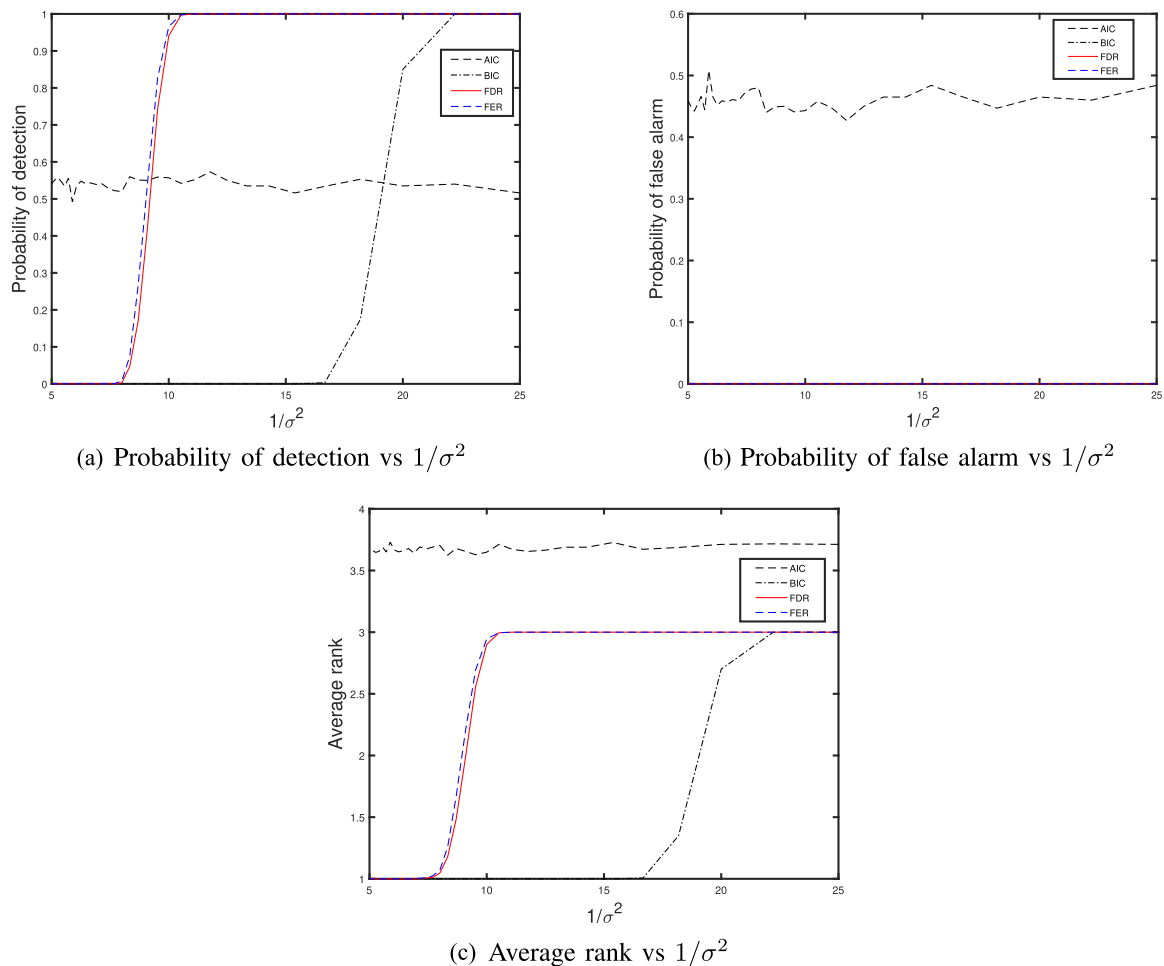 1
0.9
0.8
0.7
0.6
0.5
0.4
0.3
0.2
0.1
0
Probability of detection
AIC
BIC
FDR
FER
5 10 15 20 25
1/σ²
(a) Probability of detection vs 1/σ²
0.6
0.5
0.4
0.3
0.2
0.1
0
Probability of false alarm
AIC
BIC
FDR
FER
5 10 15 20 25
1/σ²
(b) Probability of false alarm vs 1/σ²
4
3.5
3
2.5
2
1.5
1
Average rank
AIC
BIC
FDR
FER
5 10 15 20 25
1/σ²
(c) Average rank vs 1/σ²